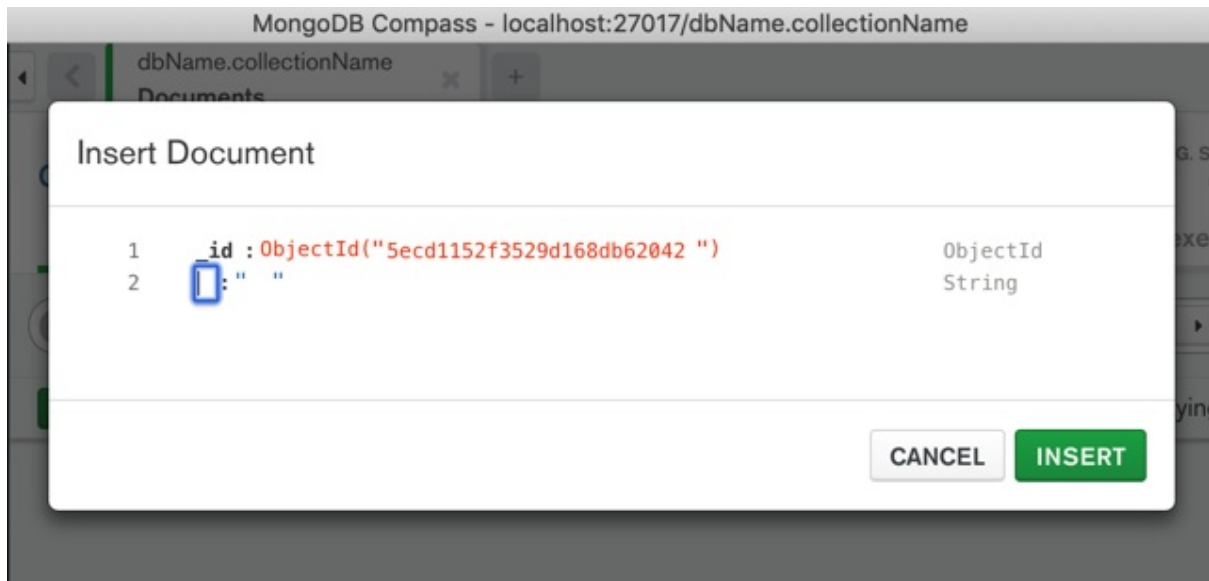 MongoDB Compass - localhost:27017/dbName.collectionName
dbName.collectionName
Documents
Insert Document
1 _id : ObjectId("5ecd1152f3529d168db62042 ") ObjectId
2 : " " String
CANCEL INSERT